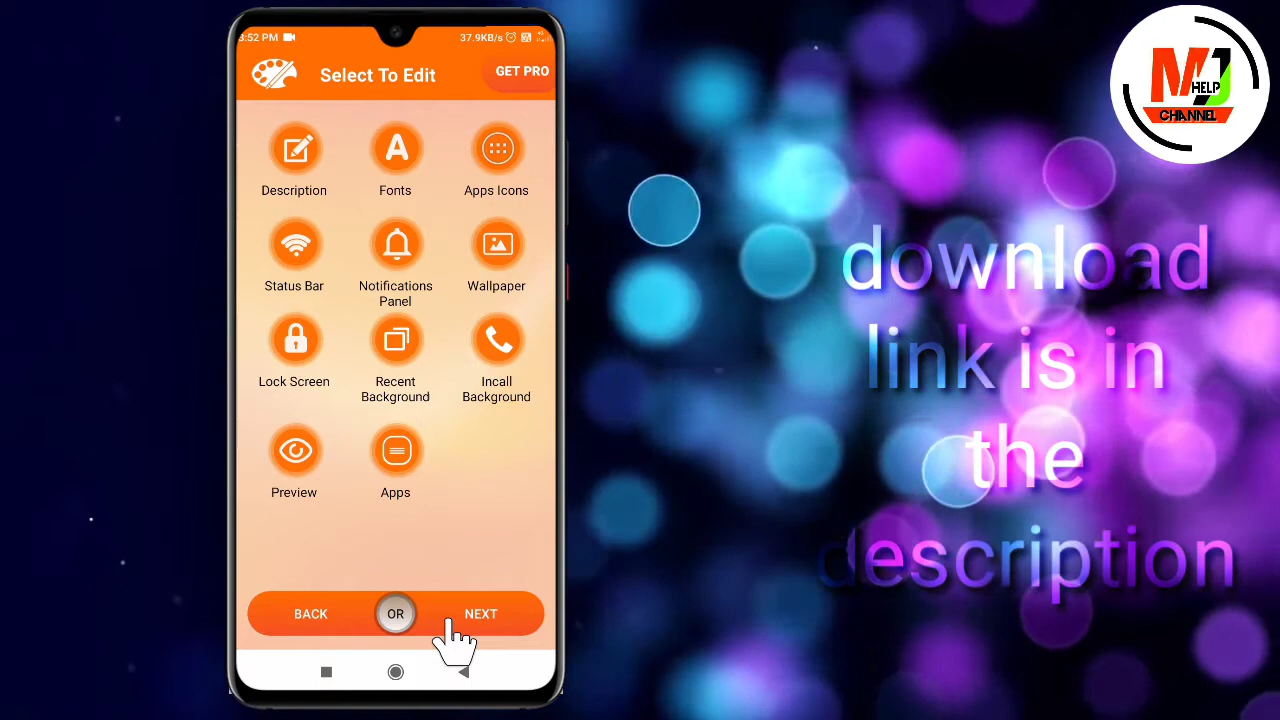 3:52 PM
37.9KB/s
Select To Edit
GET PRO
Description
Fonts
Apps Icons
Status Bar
Notifications
Panel
Wallpaper
Lock Screen
Recent
Background
Incall
Background
Preview
Apps
BACK
OR
NEXT
MJ
HELP
CHANNEL
download
link is in
the
description